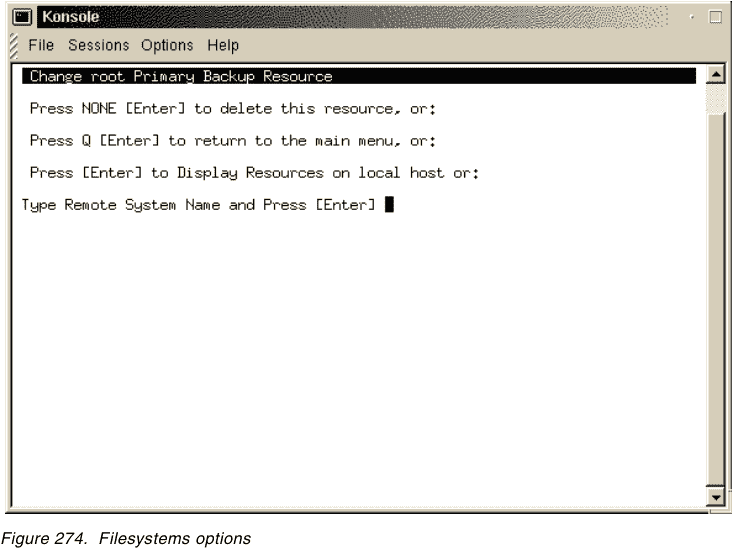 Konsole
File Sessions Options Help
Change root Primary Backup Resource
Press NONE [Enter] to delete this resource, or:
Press Q [Enter] to return to the main menu, or:
Press [Enter] to Display Resources on local host or:
Type Remote System Name and Press [Enter]
Figure 274. Filesystems options